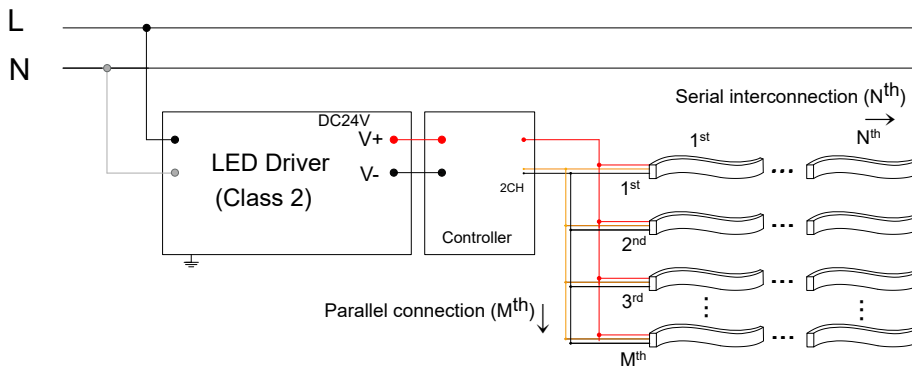 L
N
Serial interconnection (Nth)
1st
Nth
DC24V
V+
LED Driver
V-
(Class 2)
2CH
1st
Controller
2nd
3rd
Parallel connection (Mth)
Mth